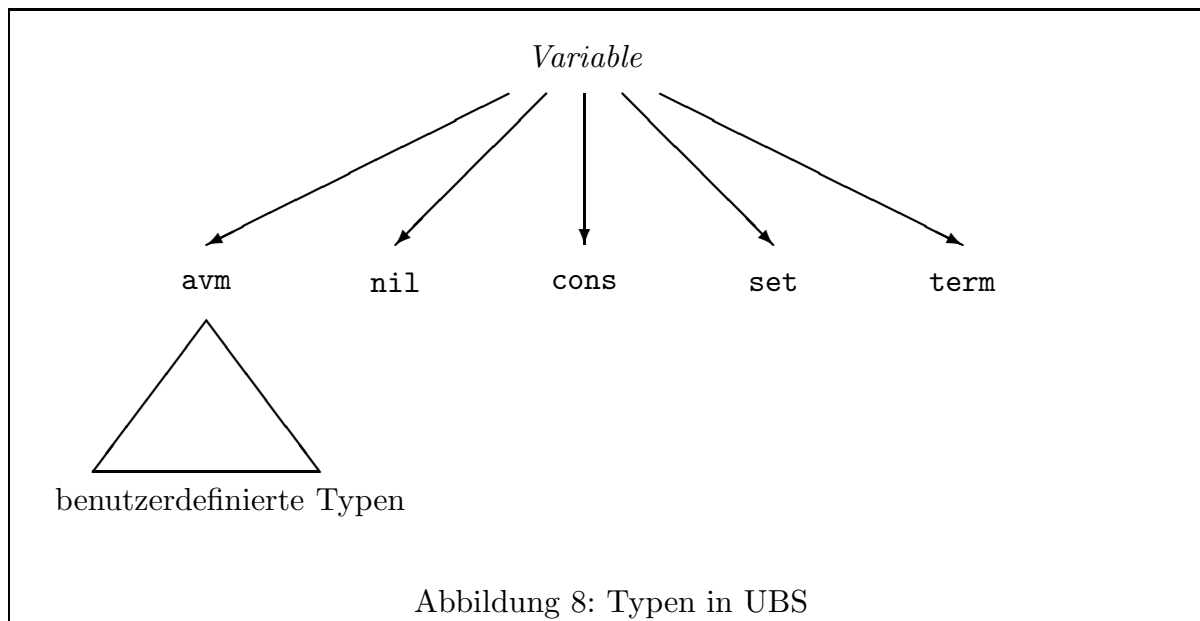 Variable
avm nil cons set term
benutzerdefinierte Typen
Abbildung 8: Typen in UBS